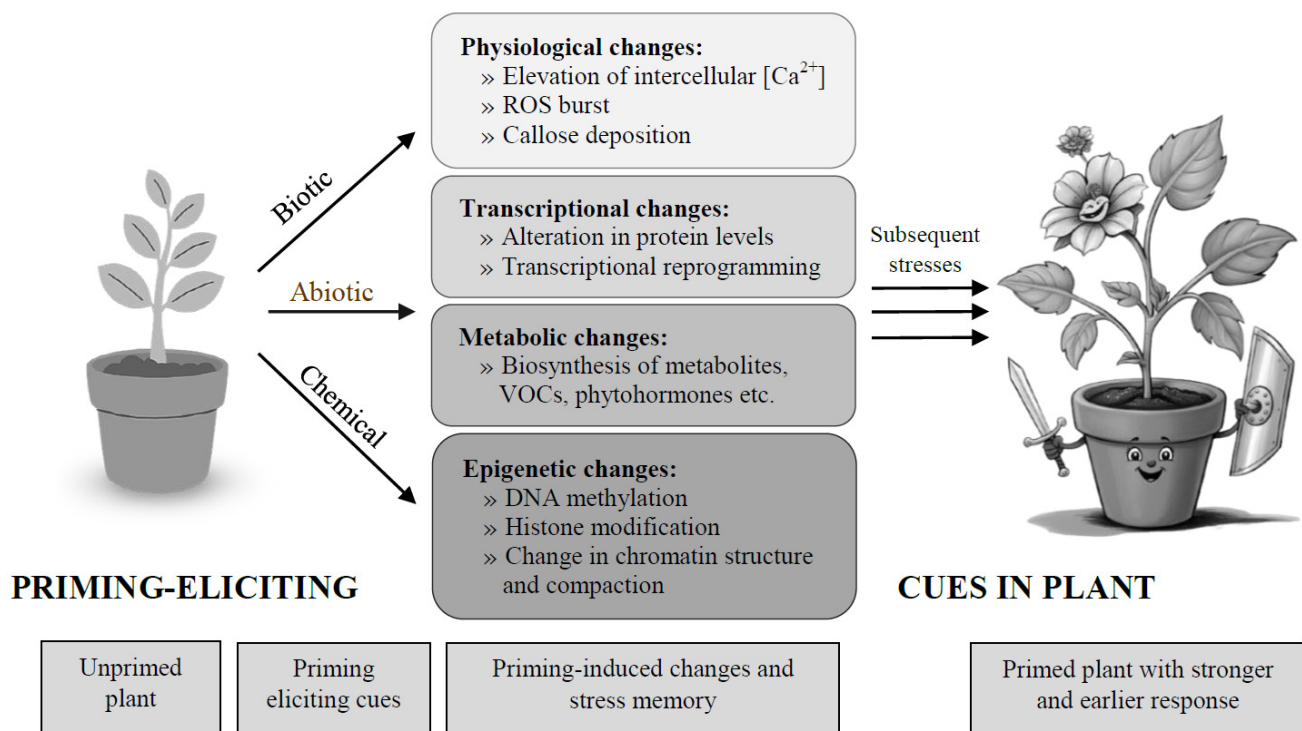 Physiological changes:
» Elevation of intercellular [Ca²⁺]
» ROS burst
» Callose deposition
Biotic
Abiotic
Chemical
Transcriptional changes:
» Alteration in protein levels
» Transcriptional reprogramming
Metabolic changes:
» Biosynthesis of metabolites,
VOCs, phytohormones etc.
Epigenetic changes:
» DNA methylation
» Histone modification
» Change in chromatin structure
and compaction
Subsequent
stresses
PRIMING-ELICITING
CUES IN PLANT
Unprimed
plant
Priming
eliciting cues
Priming-induced changes and
stress memory
Primed plant with stronger
and earlier response